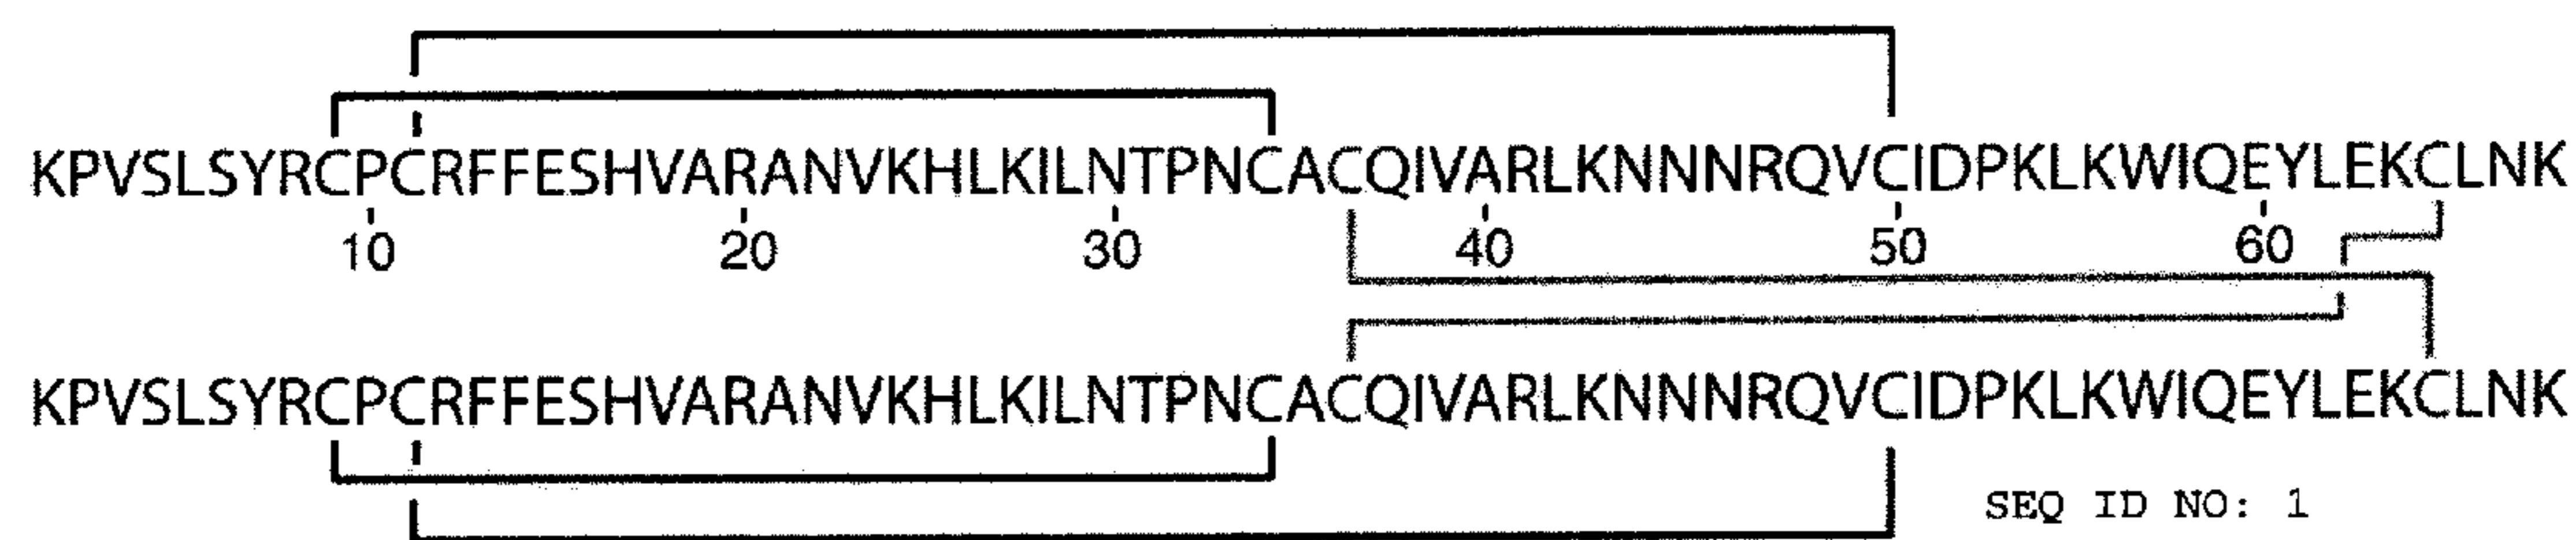 KPVSLSYRCPCRFFESHVARANVKHLKILNTPNCACQIVARLKNNNRQVCIDPKLKWIQEYLEKCLNK
10 20 30 40 50 60
KPVSLSYRCPCRFFESHVARANVKHLKILNTPNCACQIVARLKNNNRQVCIDPKLKWIQEYLEKCLNK
SEQ ID NO: 1